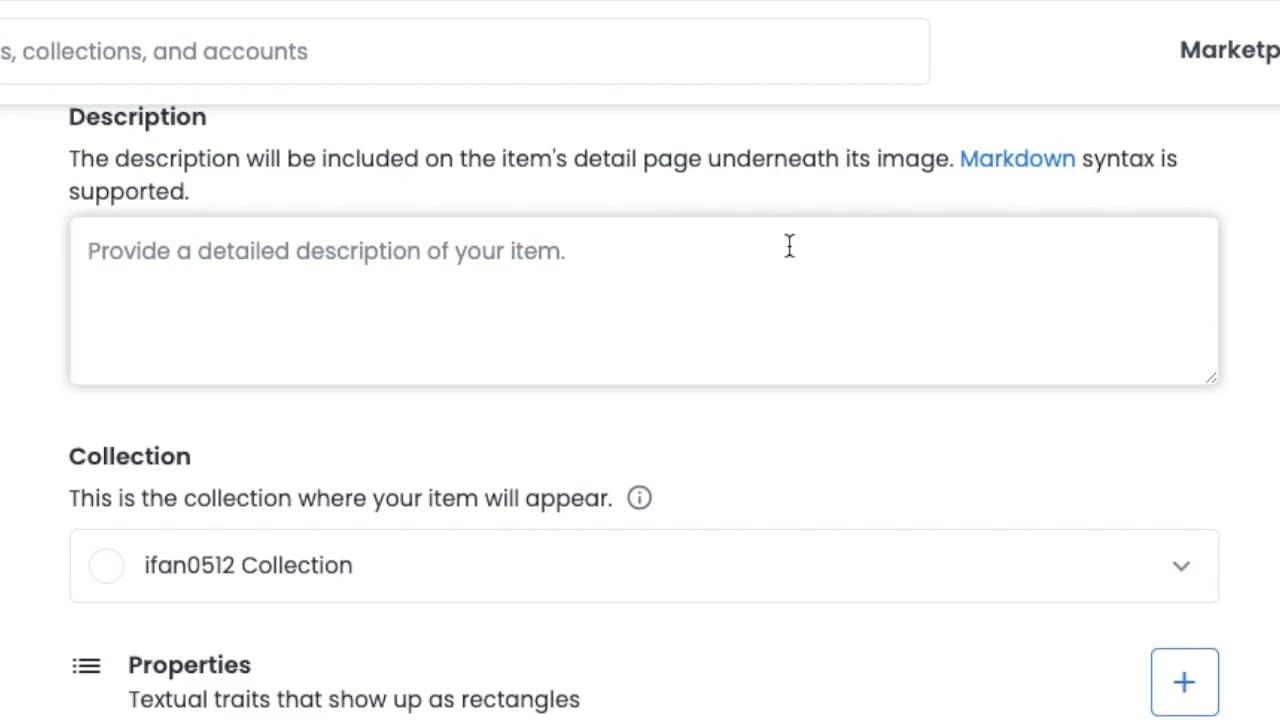 s, collections, and accounts
Marketp
Description
The description will be included on the item's detail page underneath its image. Markdown syntax is
supported.
Provide a detailed description of your item.
Collection
This is the collection where your item will appear.
ifan0512 Collection
Properties
Textual traits that show up as rectangles